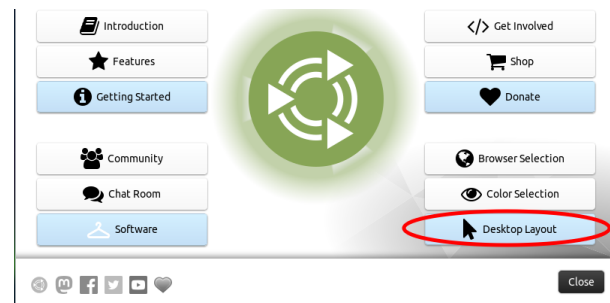 Introduction
Features
Getting Started
Community
Chat Room
Software
</> Get Involved
Shop
Donate
Browser Selection
Color Selection
Desktop Layout
Close